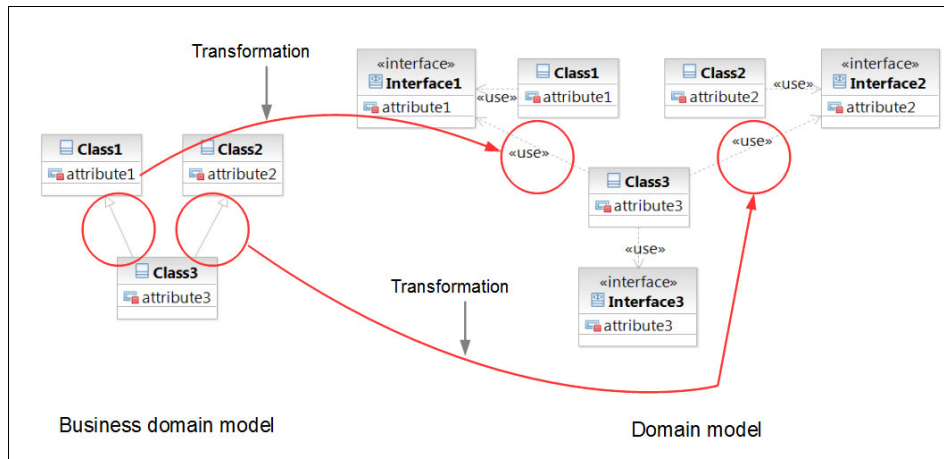 Transformation
Class1
attribute1
Class2
attribute2
Class3
attribute3
Business domain model
«interface»
Interface1
attribute1
«use»
Class1
attribute1
Class2
attribute2
«use»
«interface»
Interface2
attribute2
«use»
«use»
Class3
attribute3
«use»
«interface»
Interface3
attribute3
Transformation
Domain model